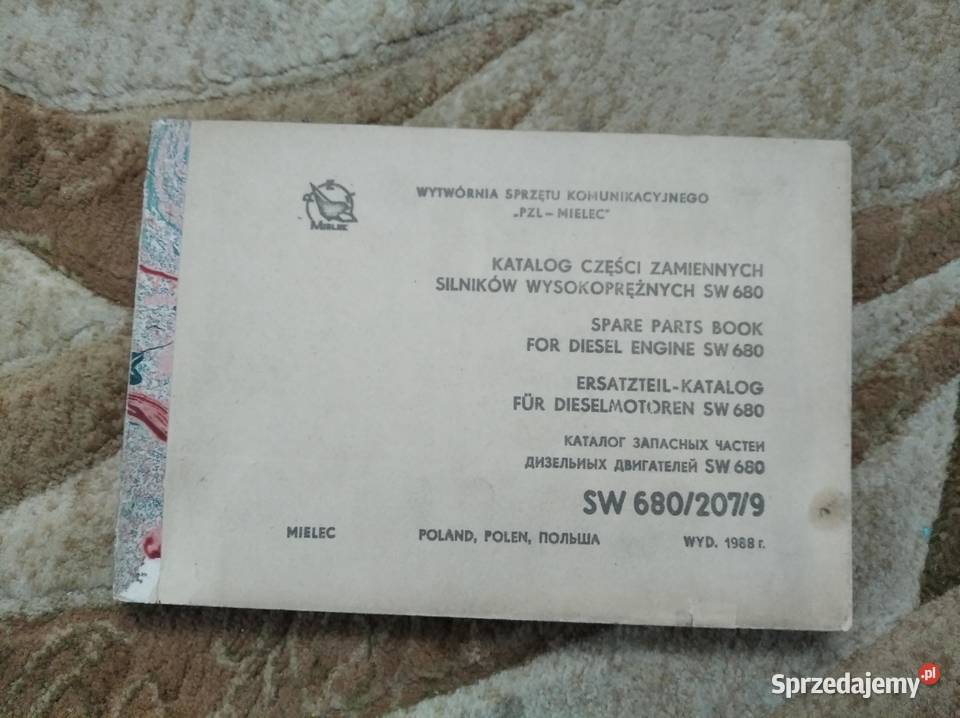 MIELEC
WYTWÓRNIA SPRZĘTU KOMUNIKACYJNEGO
„PZL – MIELEC"
KATALOG CZĘŚCI ZAMIENNYCH
SILNIKÓW WYSOKOPRĘŻNYCH SW 680
SPARE PARTS BOOK
FOR DIESEL ENGINE SW 680
ERSATZTEIL-KATALOG
FÜR DIESELMOTOREN SW 680
КАТАЛОГ ЗАПАСНЫХ ЧАСТЕИ
ДИЗЕЛЬНЫХ ДВИГАТЕЛЕЙ SW 680
SW 680/207/9
MIELEC POLAND, POLEN, ПОЛЬША WYD. 1988 r.
Sprzedajemy.pl